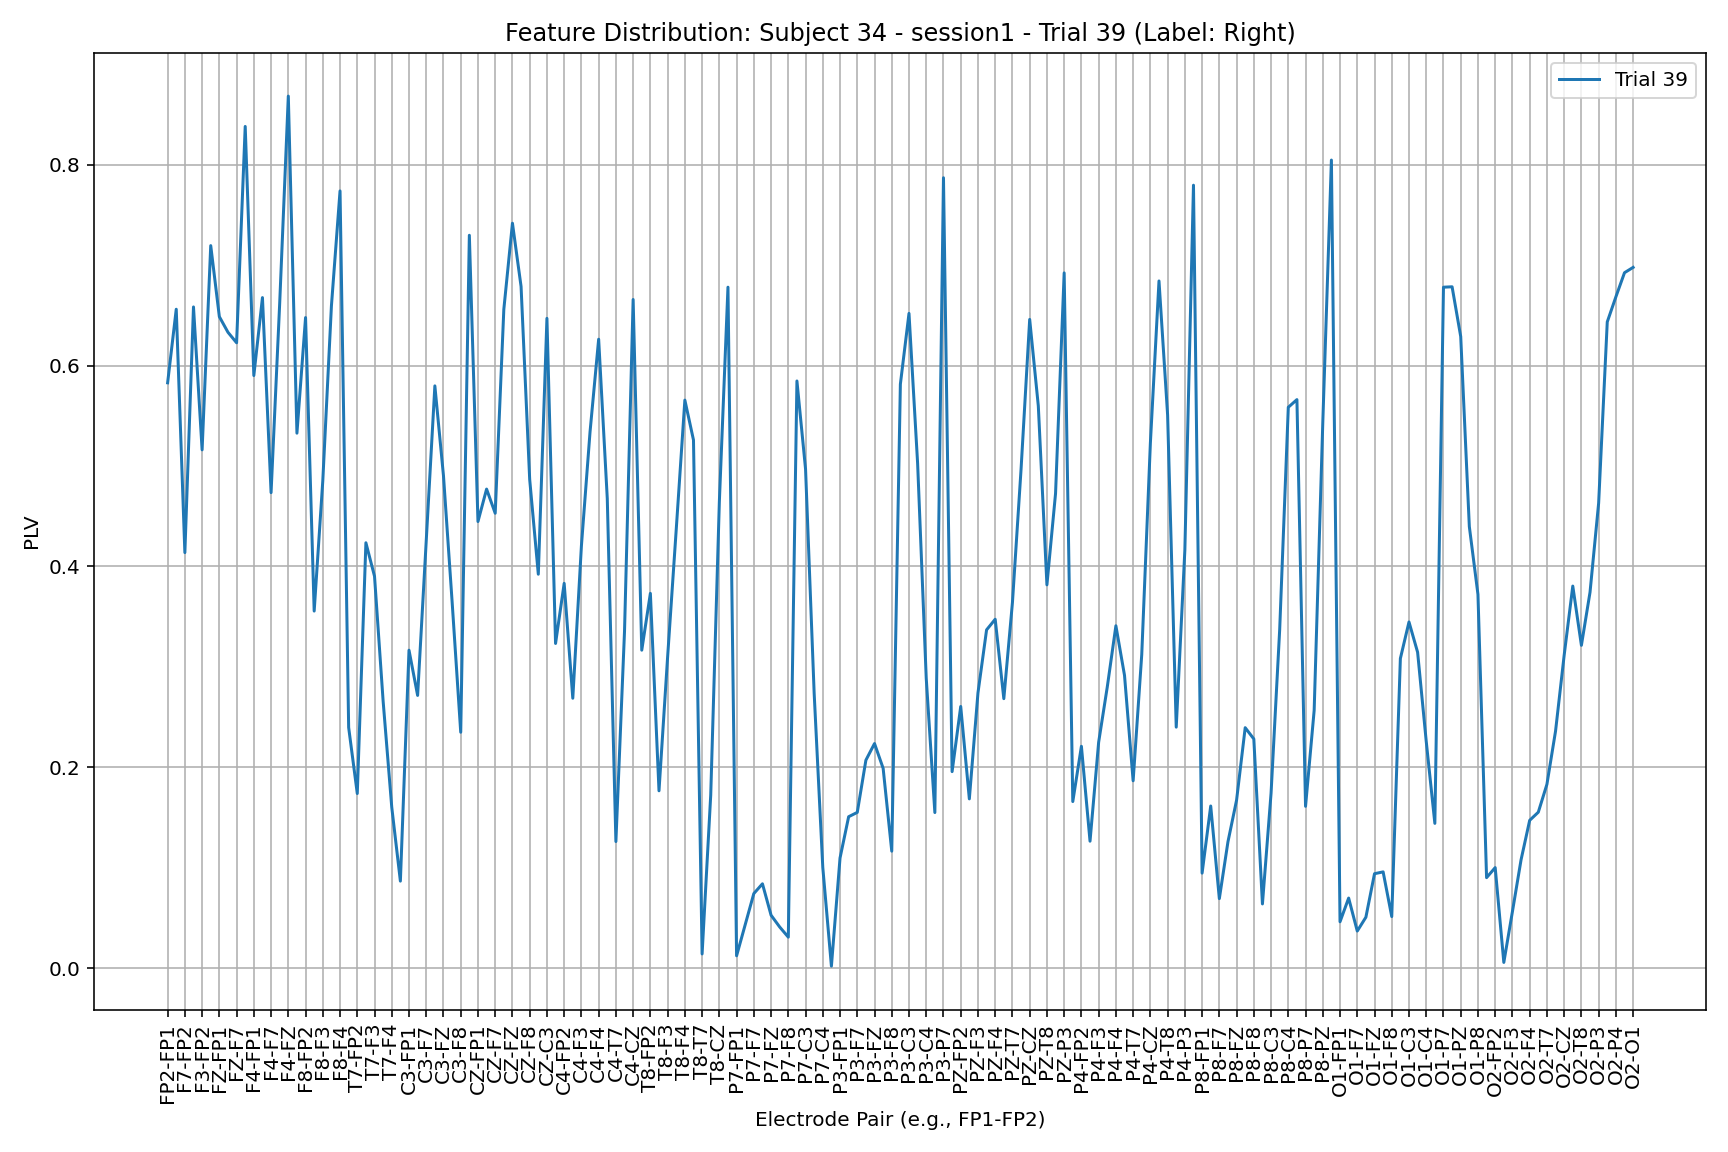 Feature Distribution: Subject 34 - session1 - Trial 39 (Label: Right)
Trial 39
PLV
0.8
0.6
0.4
0.2
0.0
FP2-FP1
F7-FP2
F3-FP2
FZ-FP1
FZ-F7
F4-FP1
F4-F7
F4-FZ
F8-FP2
F8-F3
F8-F4
T7-FP2
T7-F3
T7-F4
C3-FP1
C3-F7
C3-FZ
C3-F8
CZ-FP1
CZ-F7
CZ-FZ
CZ-F8
CZ-C3
C4-FP2
C4-F3
C4-F4
C4-T7
C4-CZ
T8-FP2
T8-F3
T8-F4
T8-T7
T8-CZ
P7-FP1
P7-F7
P7-FZ
P7-F8
P7-C3
P7-C4
P3-FP1
P3-F7
P3-FZ
P3-F8
P3-C3
P3-C4
P3-P7
PZ-FP2
PZ-F3
PZ-F4
PZ-T7
PZ-CZ
PZ-T8
PZ-P3
P4-FP2
P4-F3
P4-F4
P4-T7
P4-CZ
P4-T8
P4-P3
P8-FP1
P8-F7
P8-FZ
P8-F8
P8-C3
P8-C4
P8-P7
P8-PZ
O1-FP1
O1-F7
O1-FZ
O1-F8
O1-C3
O1-C4
O1-P7
O1-PZ
O1-P8
O2-FP2
O2-F3
O2-F4
O2-T7
O2-CZ
O2-T8
O2-P3
O2-P4
O2-O1
Electrode Pair (e.g., FP1-FP2)